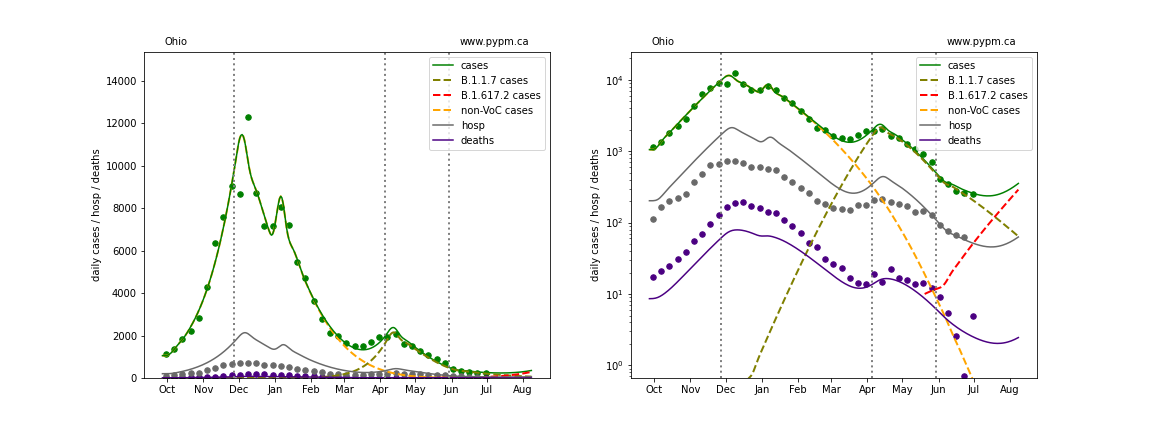 Ohio
www.pypm.ca
cases
B.1.1.7 cases
B.1.617.2 cases
non-VoC cases
hosp
deaths
daily cases / hosp / deaths
14000
12000
10000
8000
6000
4000
2000
0
Oct Nov Dec Jan Feb Mar Apr May Jun Jul Aug
Ohio
www.pypm.ca
cases
B.1.1.7 cases
B.1.617.2 cases
non-VoC cases
hosp
deaths
daily cases / hosp / deaths
10⁴
10³
10²
10¹
10⁰
Oct Nov Dec Jan Feb Mar Apr May Jun Jul Aug